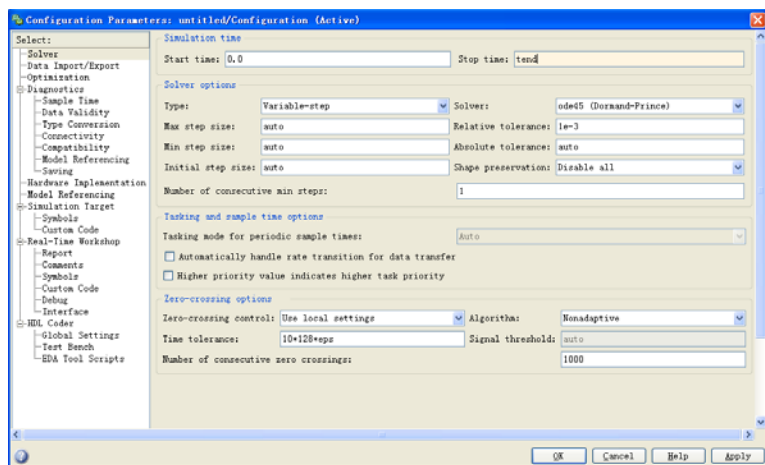 Configuration Parameters: untitled/Configuration (Active)
Select:
Solver
Data Import/Export
Optimization
Diagnostics
Sample Time
Data Validity
Type Conversion
Connectivity
Compatibility
Model Referencing
Saving
Hardware Implementation
Model Referencing
Simulation Target
Symbols
Custom Code
Real-Time Workshop
Report
Comments
Symbols
Custom Code
Debug
Interface
HDL Coder
Global Settings
Test Bench
EDA Tool Scripts
Simulation time
Start time: 0.0 Stop time: tend
Solver options
Type: Variable-step Solver: ode45 (Dormand-Prince)
Max step size: auto Relative tolerance: 1e-3
Min step size: auto Absolute tolerance: auto
Initial step size: auto Shape preservation: Disable all
Number of consecutive min steps: 1
Tasking and sample time options
Tasking mode for periodic sample times: Auto
Automatically handle rate transition for data transfer
Higher priority value indicates higher task priority
Zero-crossing options
Zero-crossing control: Use local settings Algorithm: Nonadaptive
Time tolerance: 10*128*eps Signal threshold: auto
Number of consecutive zero crossings: 1000
OK Cancel Help Apply